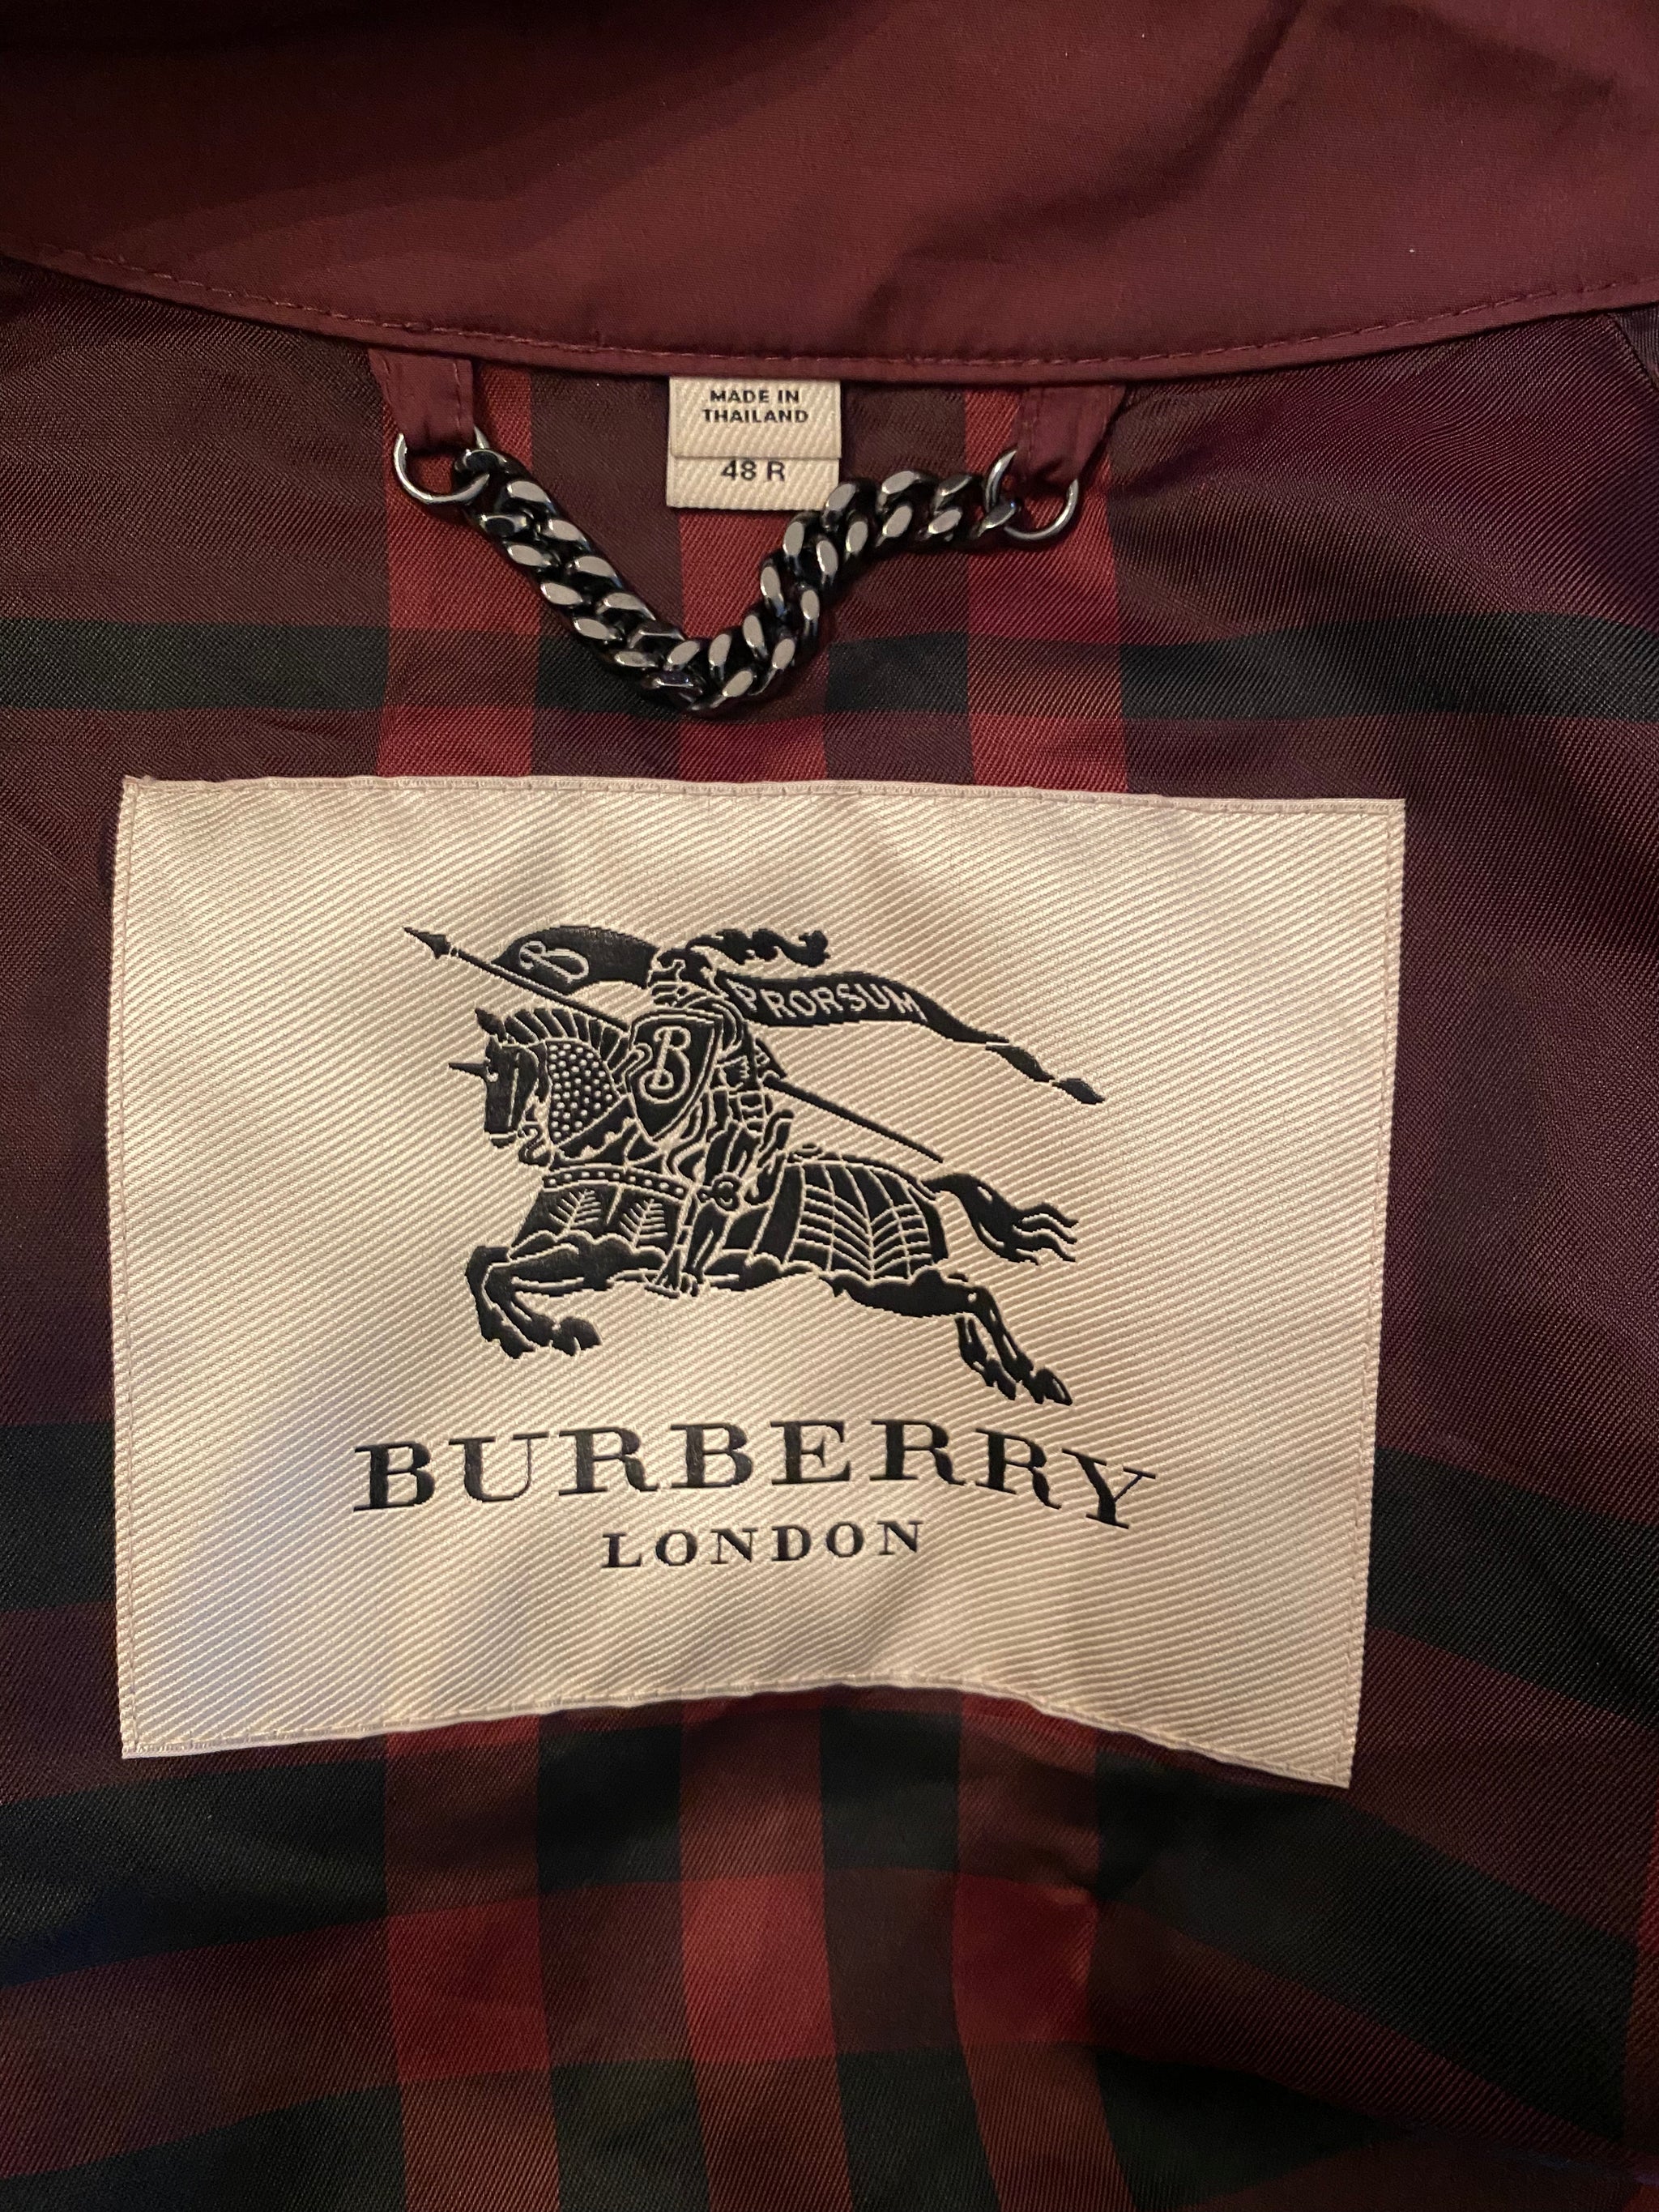 MADE IN
THAILAND
48 R
B
PRORSUM
B
BURBERRY
LONDON